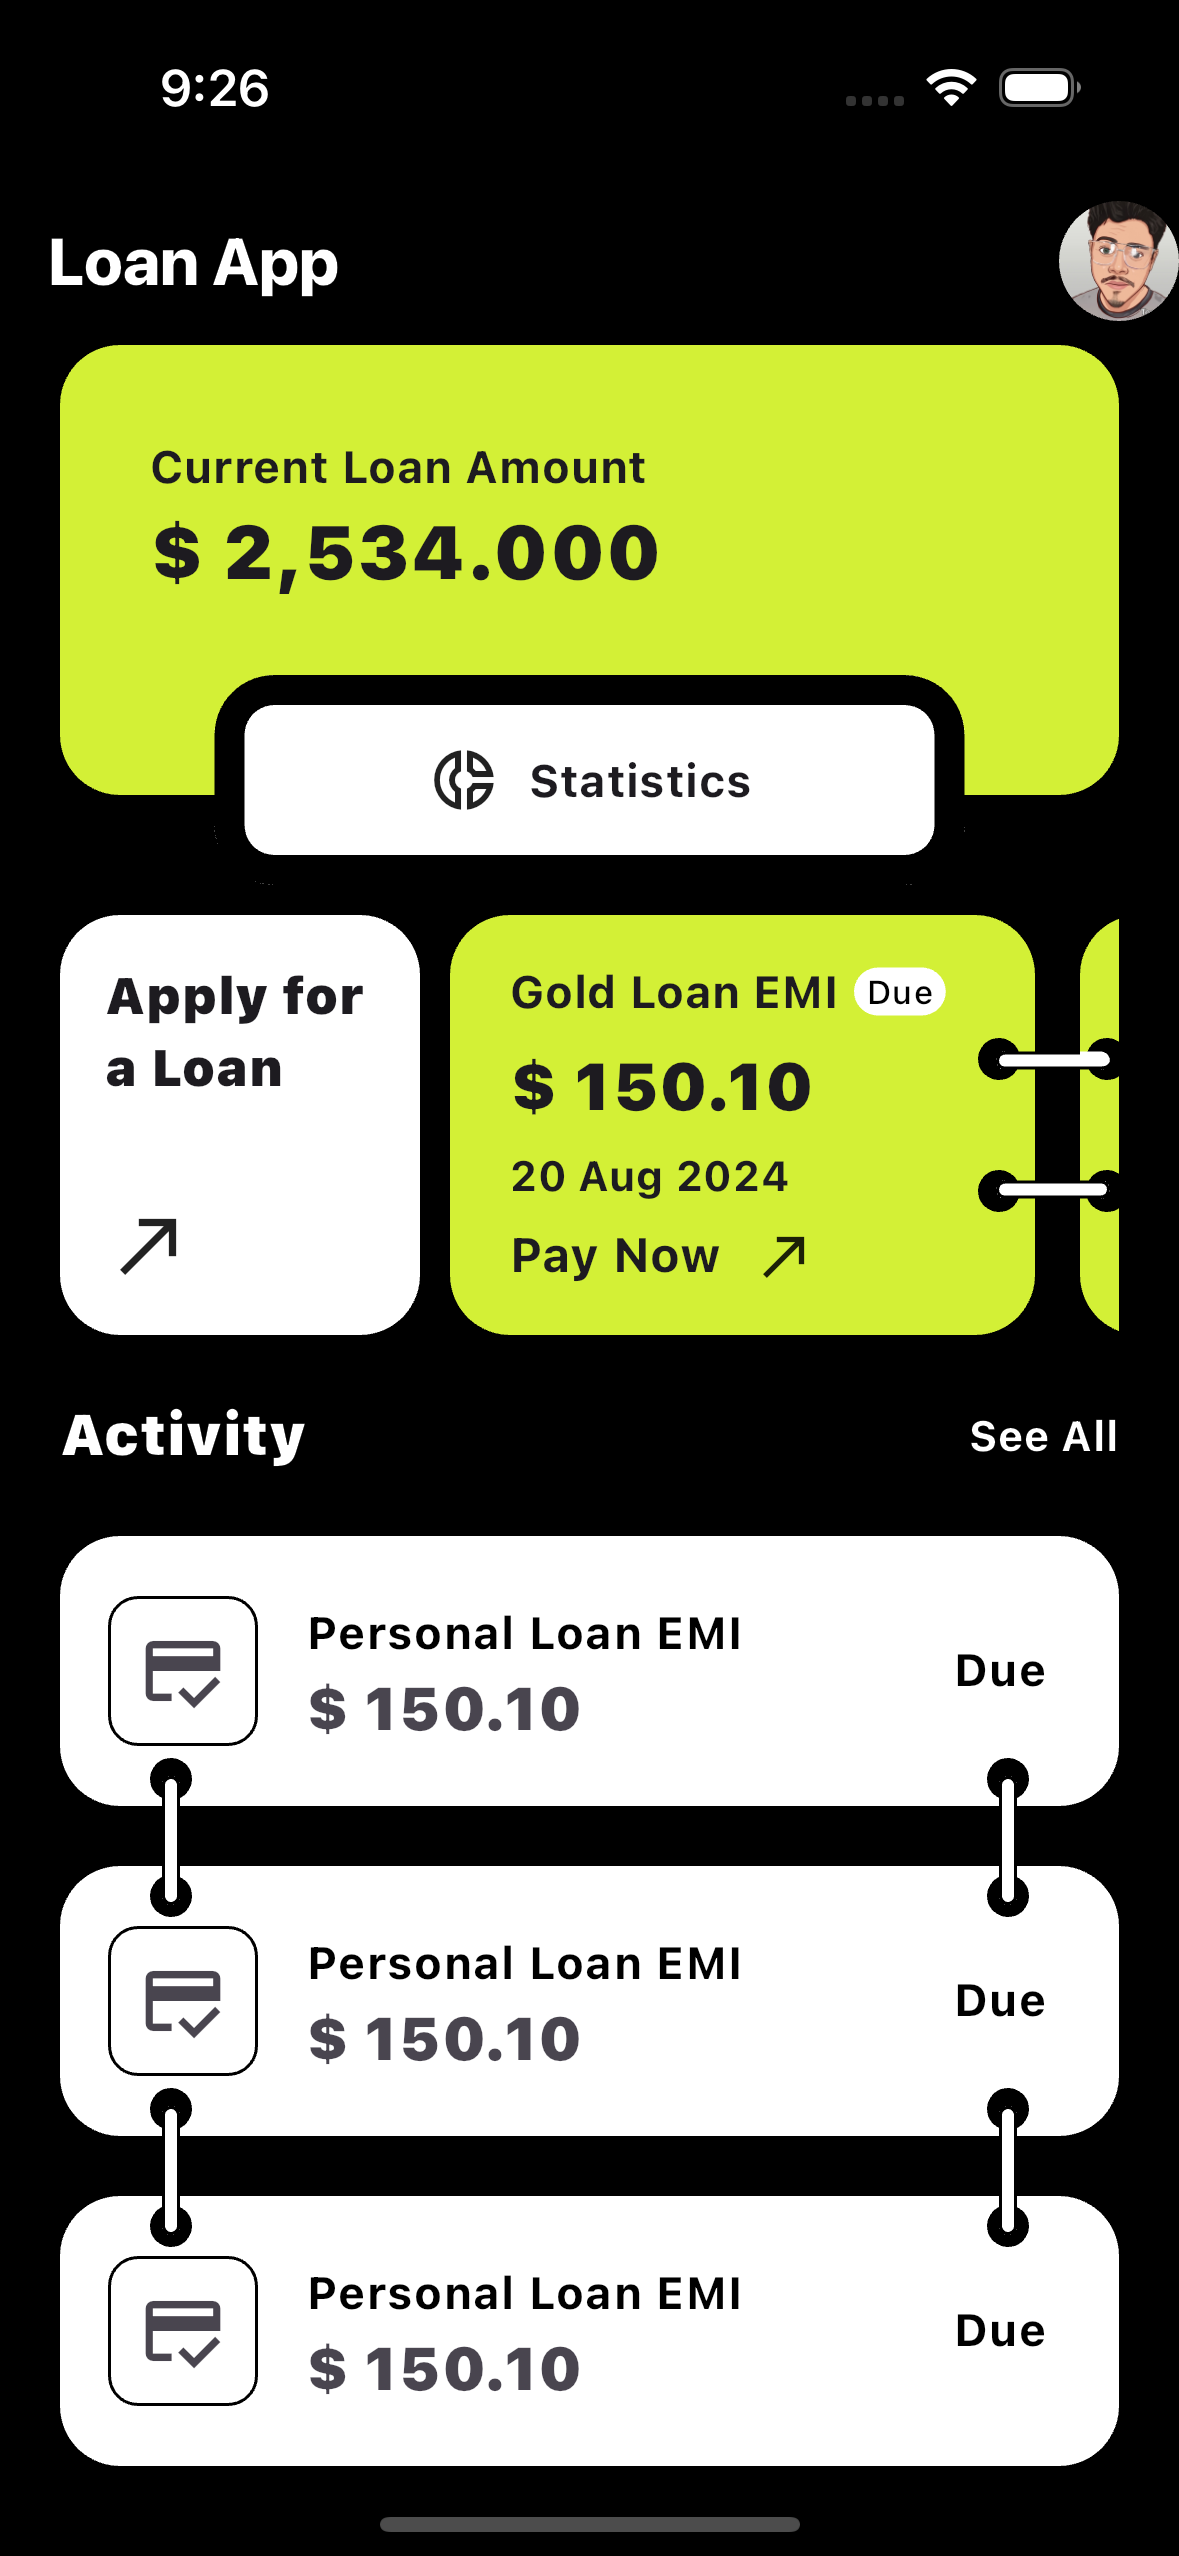 9:26
Loan App
Current Loan Amount
$ 2,534.000
Statistics
Apply for
a Loan
Gold Loan EMI Due
$ 150.10
20 Aug 2024
Pay Now
Activity
See All
Personal Loan EMI
$ 150.10
Due
Personal Loan EMI
$ 150.10
Due
Personal Loan EMI
$ 150.10
Due